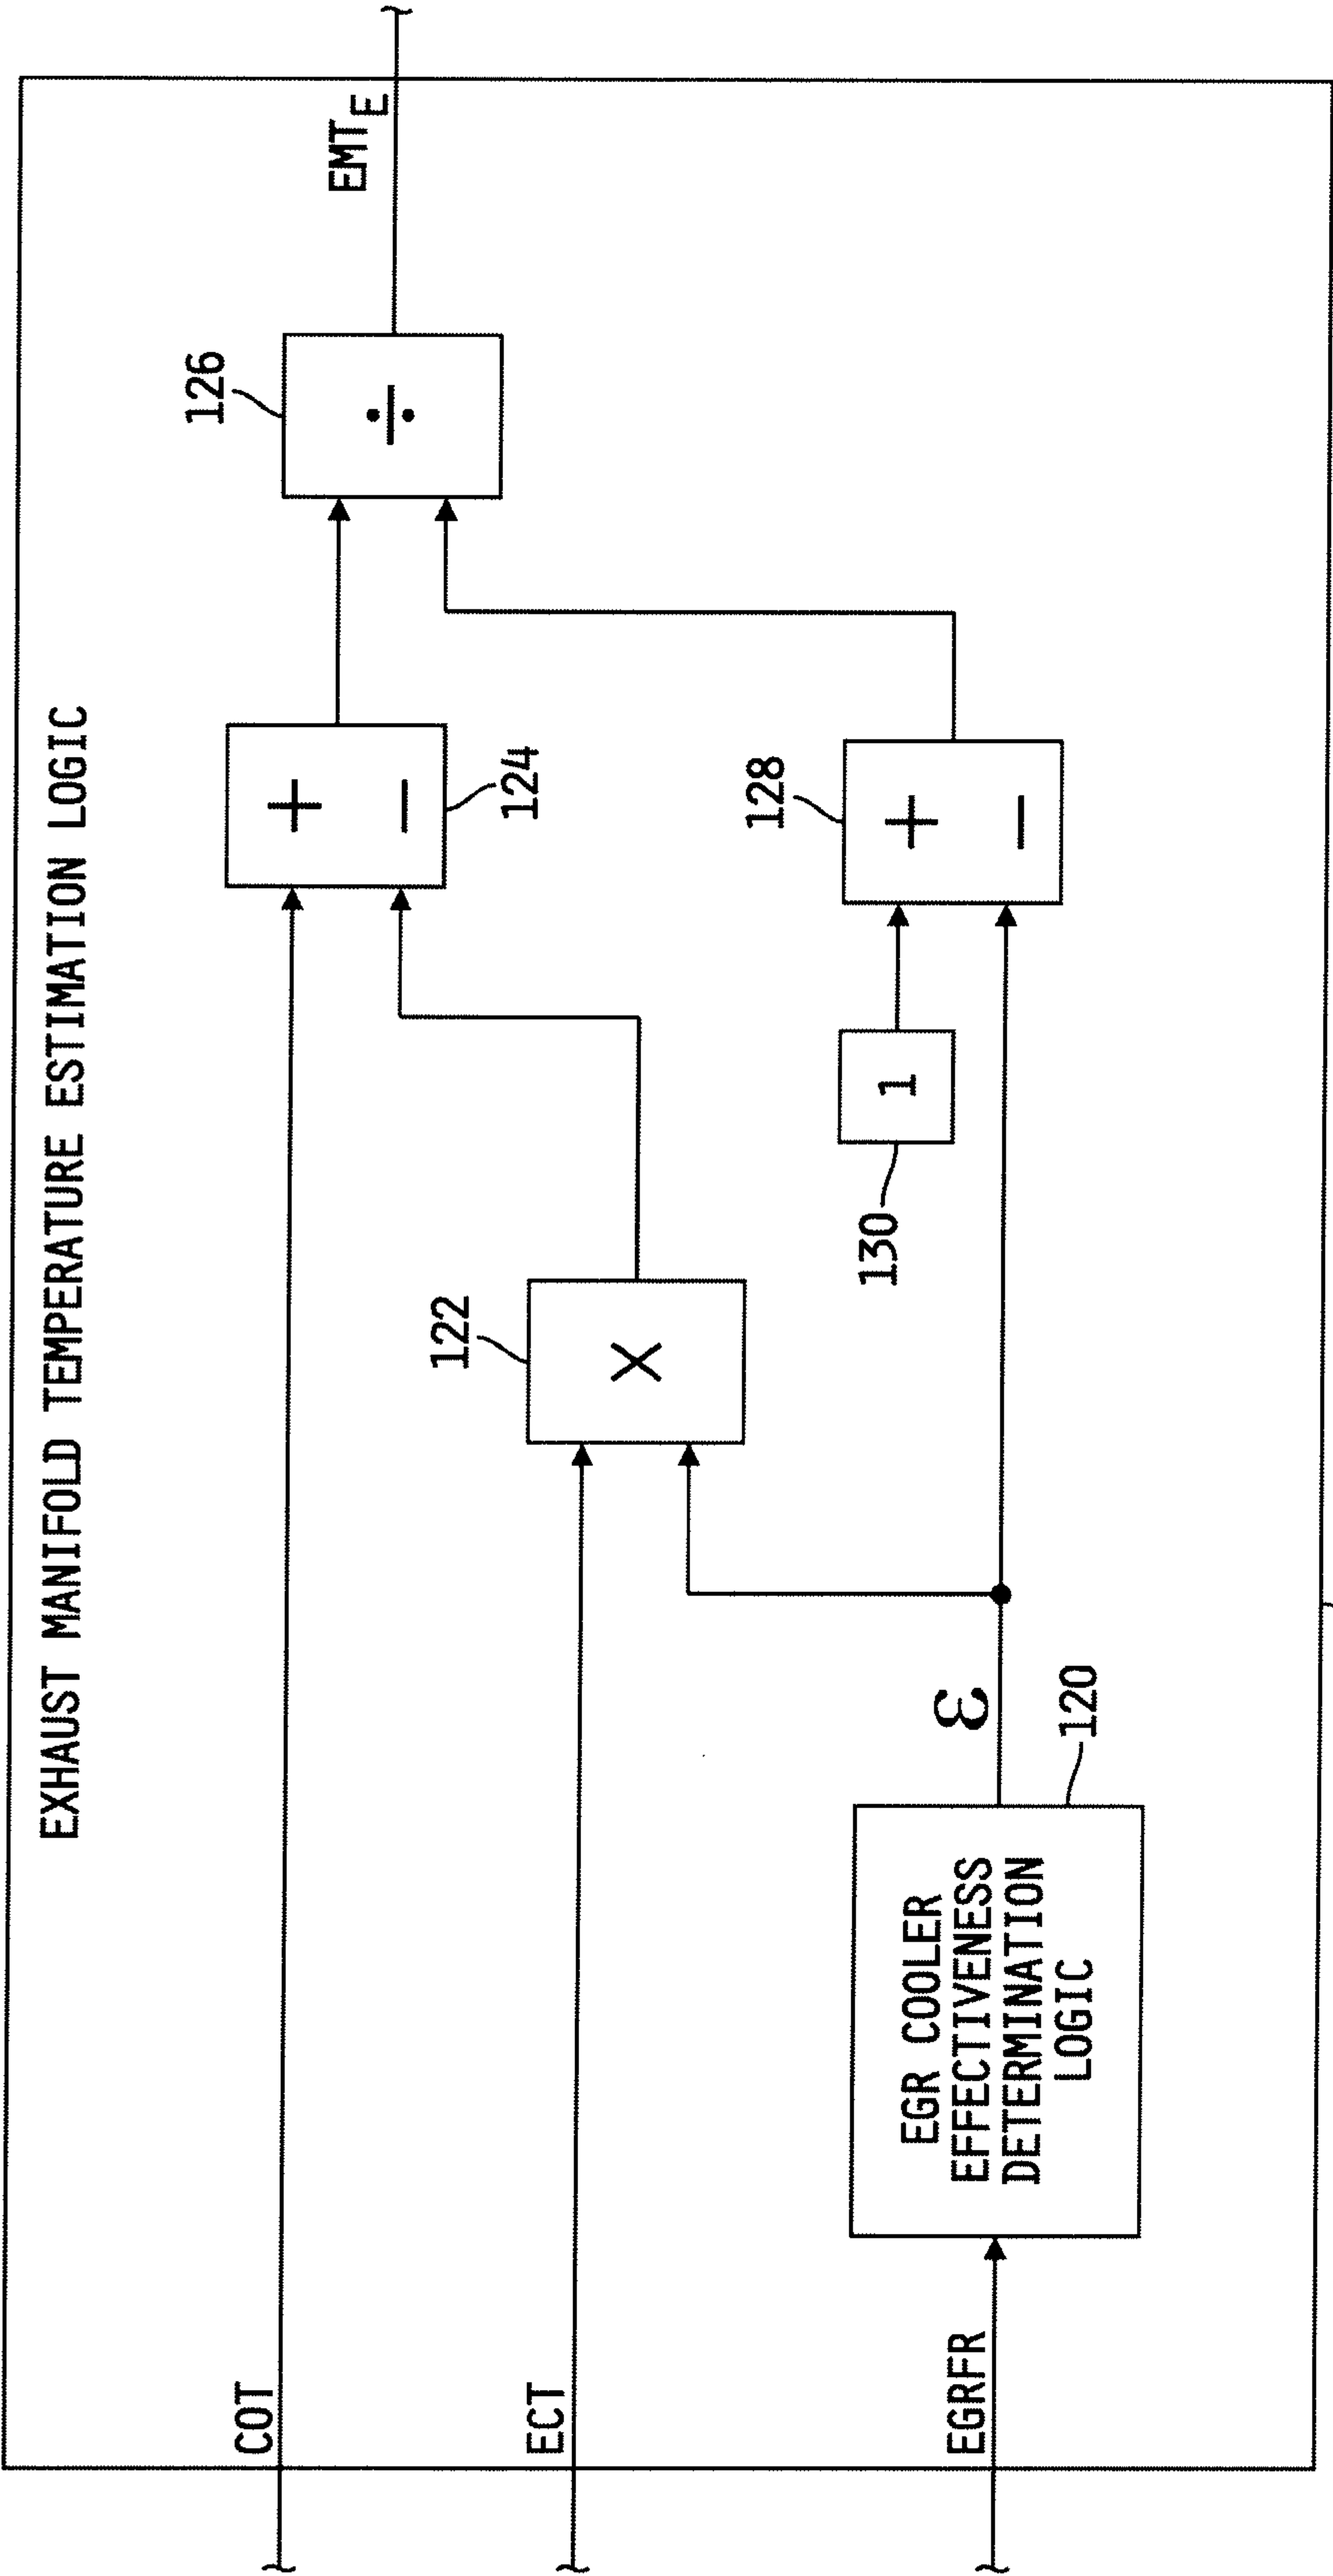 EXHAUST MANIFOLD TEMPERATURE ESTIMATION LOGIC
COT
+
−
124
126
÷
EMT_E
ECT
122
X
130
1
128
+
−
EGRFR
EGR COOLER
EFFECTIVENESS
DETERMINATION
LOGIC
120
ε